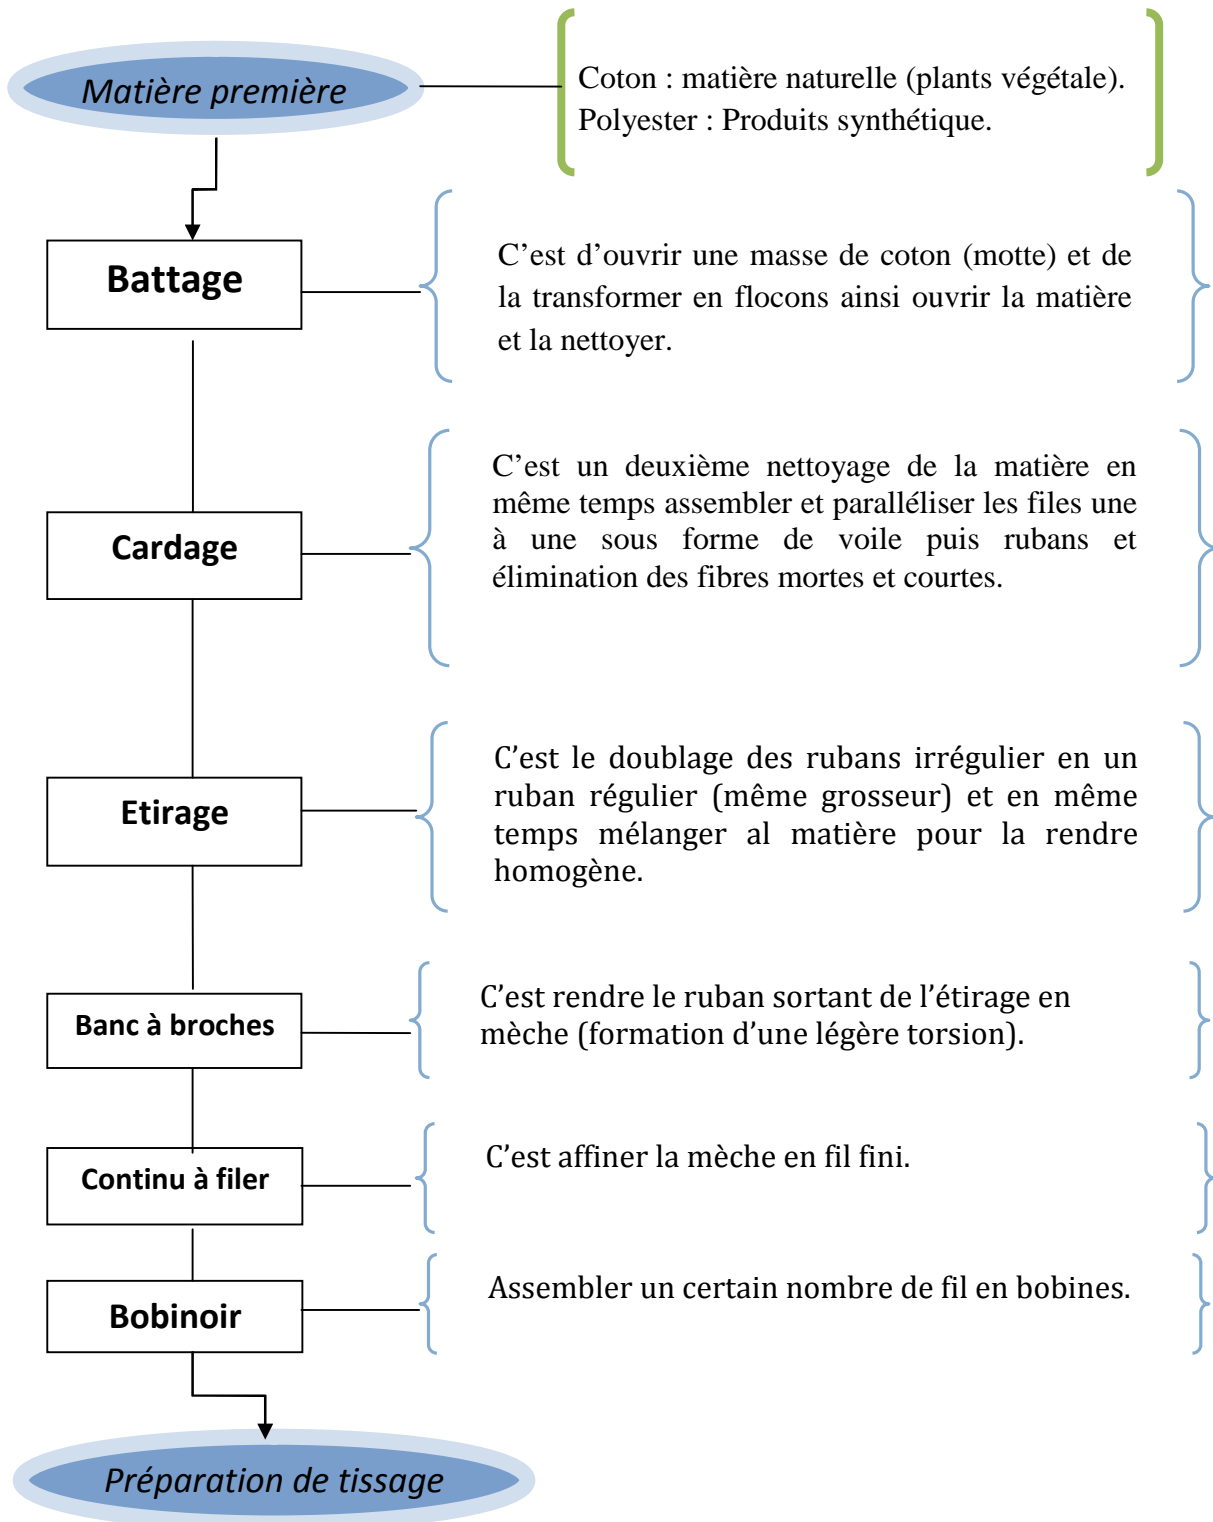 Matière première
Coton : matière naturelle (plants végétale).
Polyester : Produits synthétique.
Battage
C’est d’ouvrir une masse de coton (motte) et de
la transformer en flocons ainsi ouvrir la matière
et la nettoyer.
Cardage
C’est un deuxième nettoyage de la matière en
même temps assembler et paralléliser les files une
à une sous forme de voile puis rubans et
élimination des fibres mortes et courtes.
Etirage
C’est le doublage des rubans irrégulier en un
ruban régulier (même grosseur) et en même
temps mélanger al matière pour la rendre
homogène.
Banc à broches
C’est rendre le ruban sortant de l’étirage en
mèche (formation d’une légère torsion).
Continu à filer
C’est affiner la mèche en fil fini.
Bobinoir
Assembler un certain nombre de fil en bobines.
Préparation de tissage